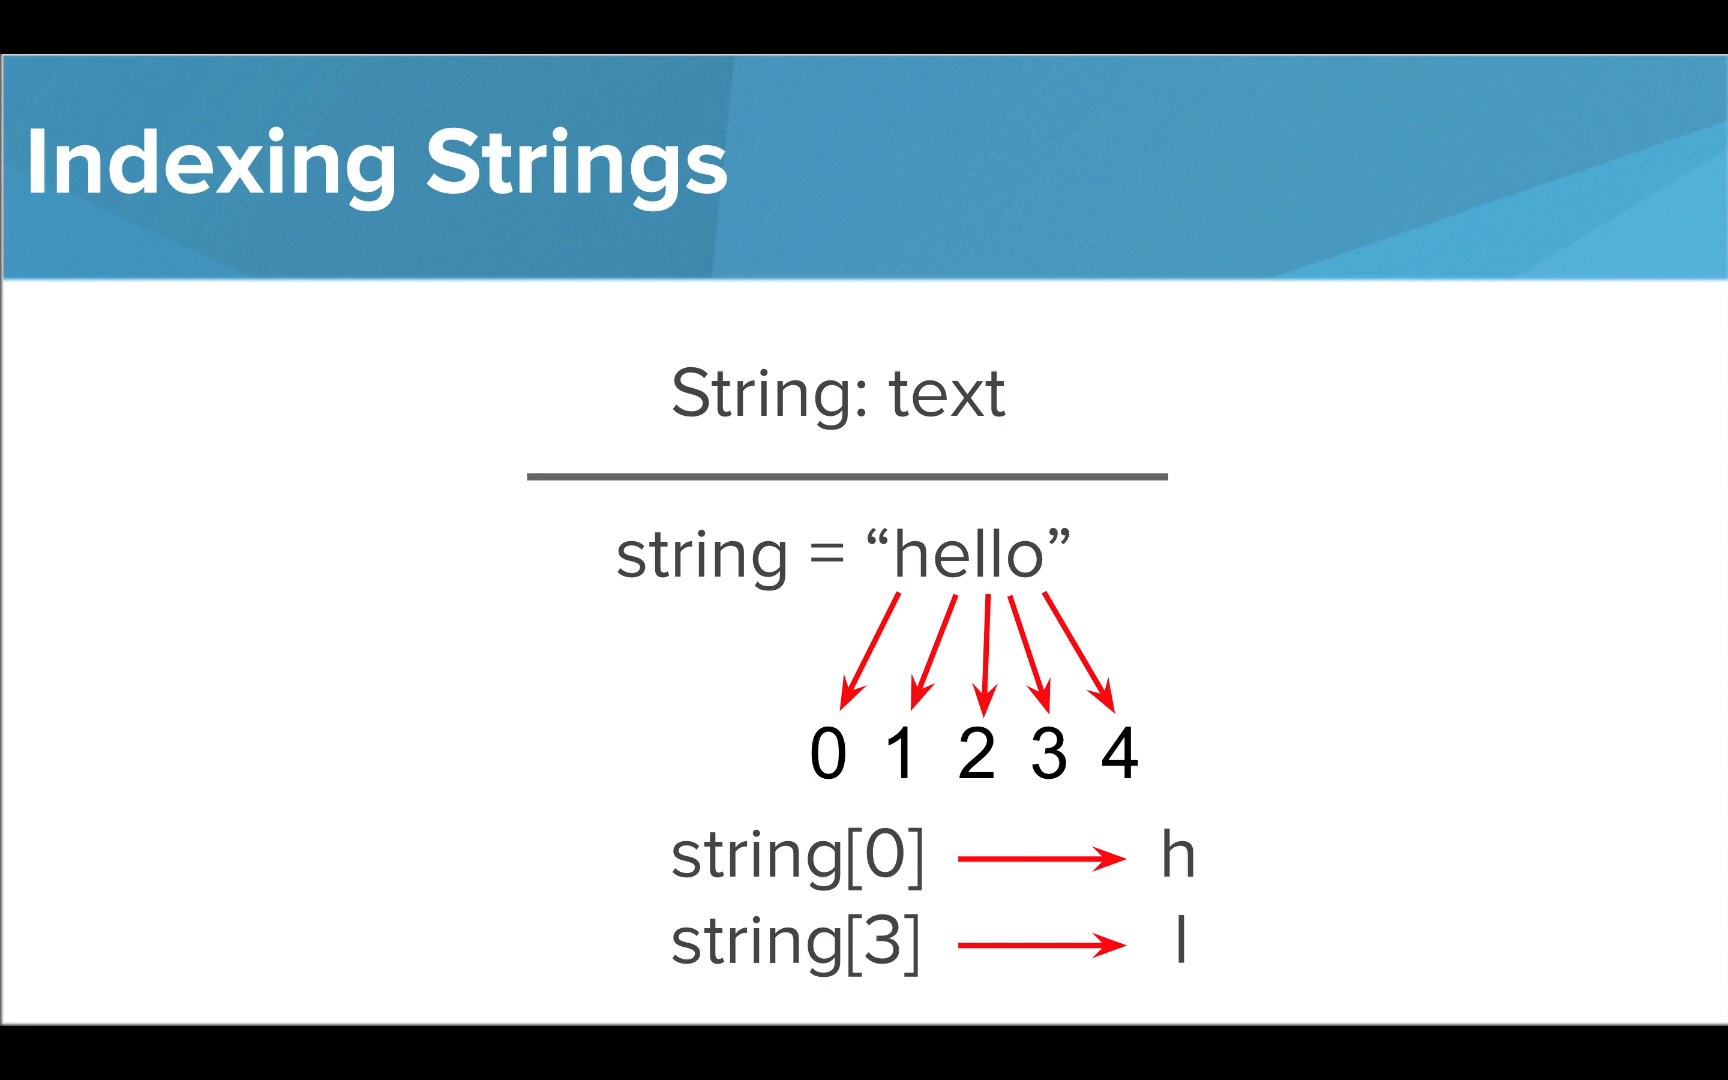 Indexing Strings
String: text
string = “hello”
0 1 2 3 4
string[0] h
string[3] l